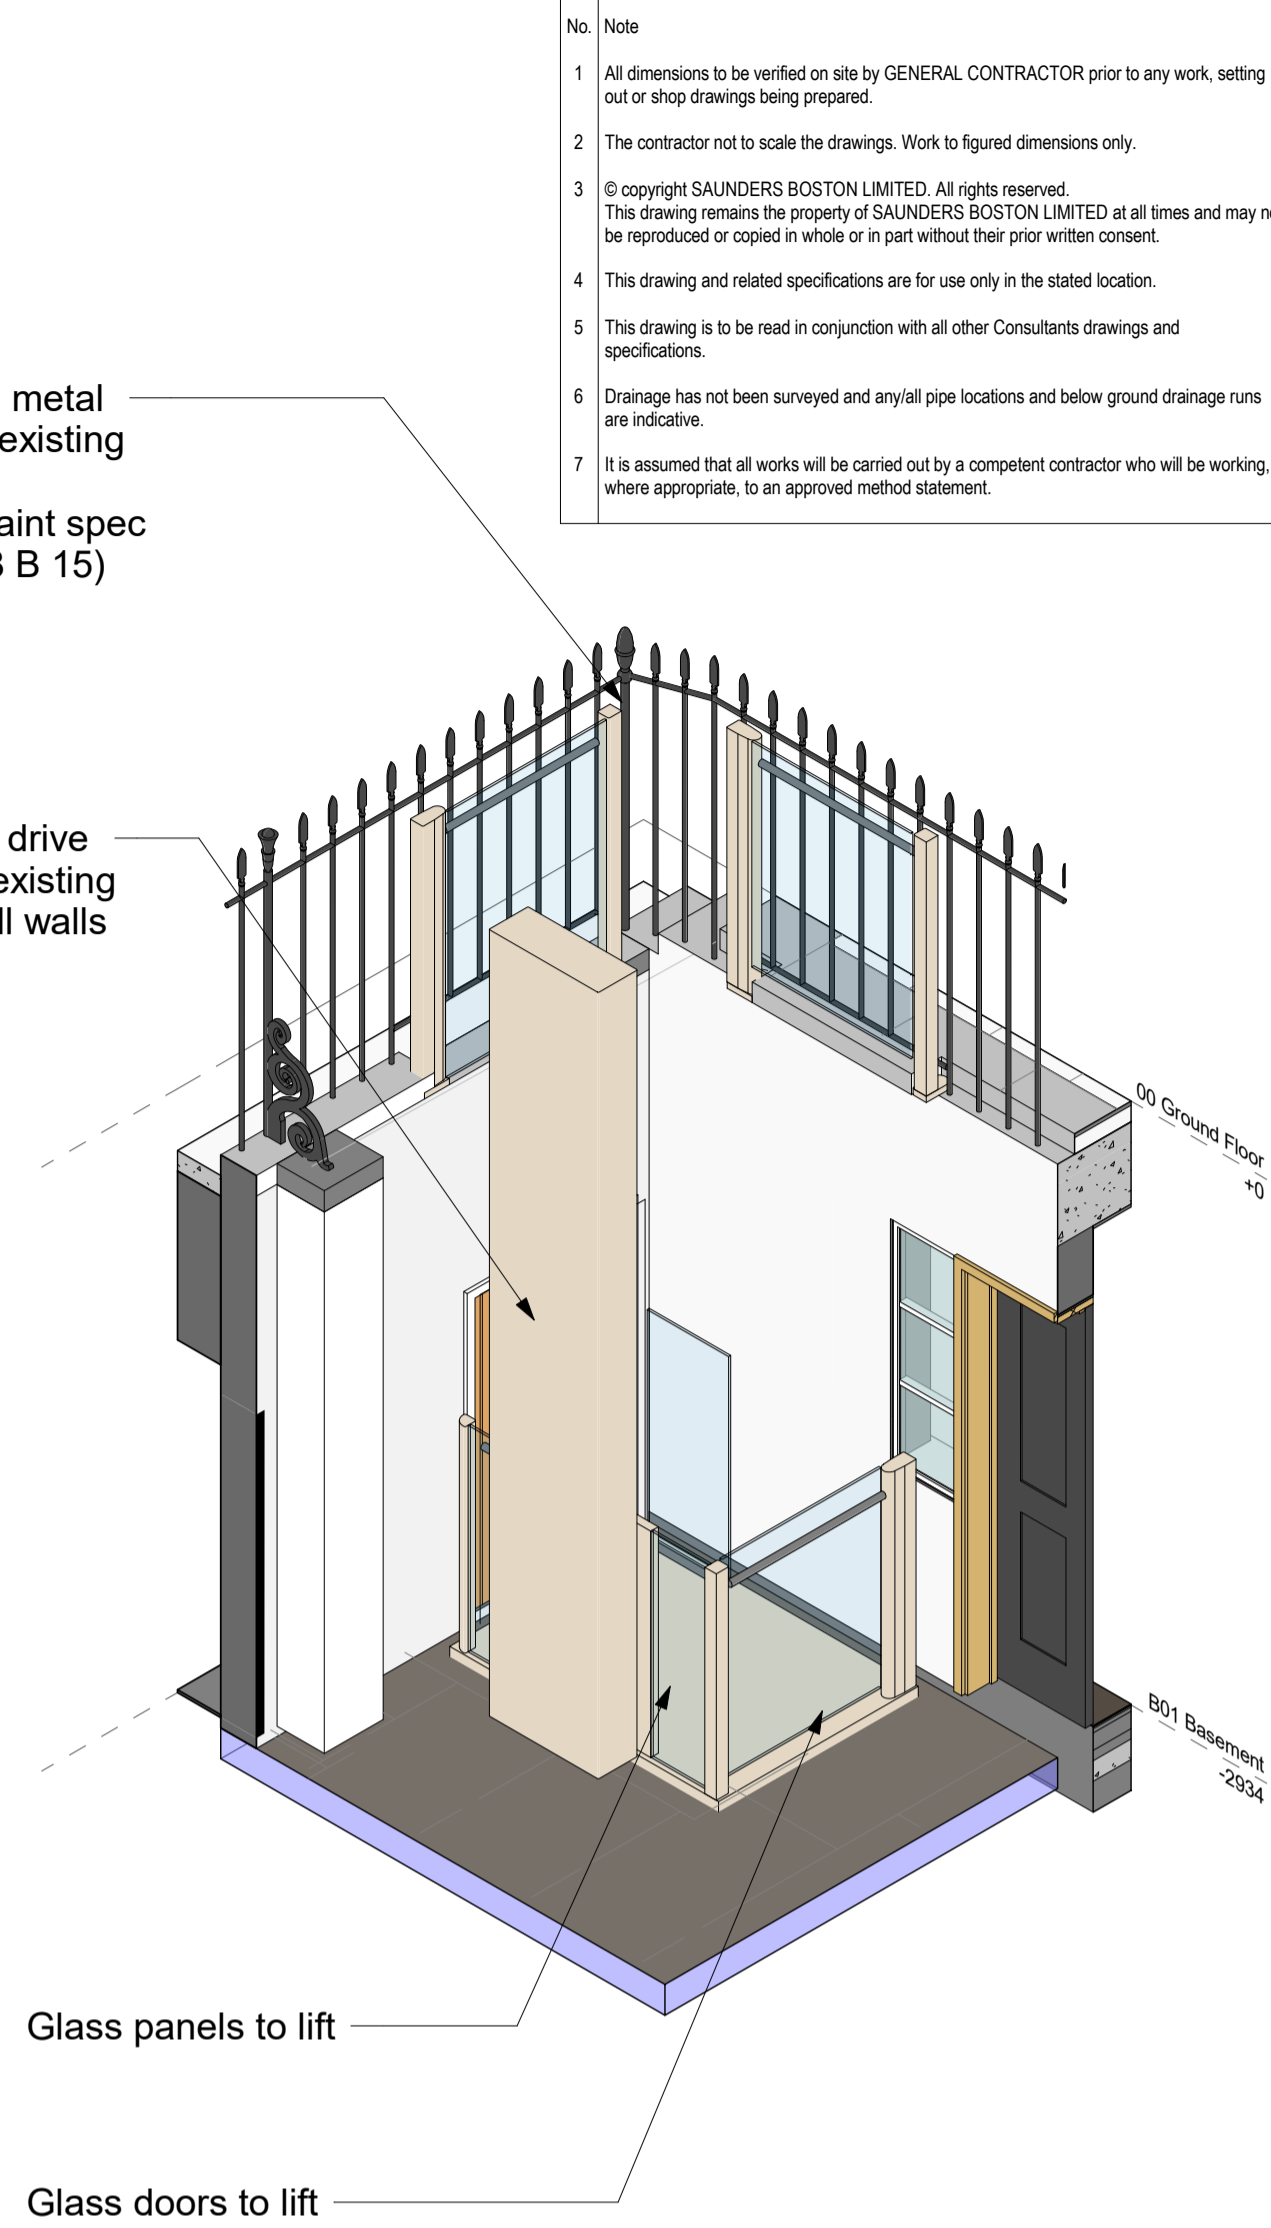 No. Note
1 All dimensions to be verified on site by GENERAL CONTRACTOR prior to any work, setting
out or shop drawings being prepared.
2 The contractor not to scale the drawings. Work to figured dimensions only.
3 © copyright SAUNDERS BOSTON LIMITED. All rights reserved.
This drawing remains the property of SAUNDERS BOSTON LIMITED at all times and may
be reproduced or copied in whole or in part without their prior written consent.
4 This drawing and related specifications are for use only in the stated location.
5 This drawing is to be read in conjunction with all other Consultants drawings and
specifications.
6 Drainage has not been surveyed and any/all pipe locations and below ground drainage runs
are indicative.
7 It is assumed that all works will be carried out by a competent contractor who will be working,
where appropriate, to an approved method statement.
metal
existing
spec
B 15)
drive
existing
walls
00 Ground Floor
+0
B01 Basement
-2934
Glass panels to lift
Glass doors to lift